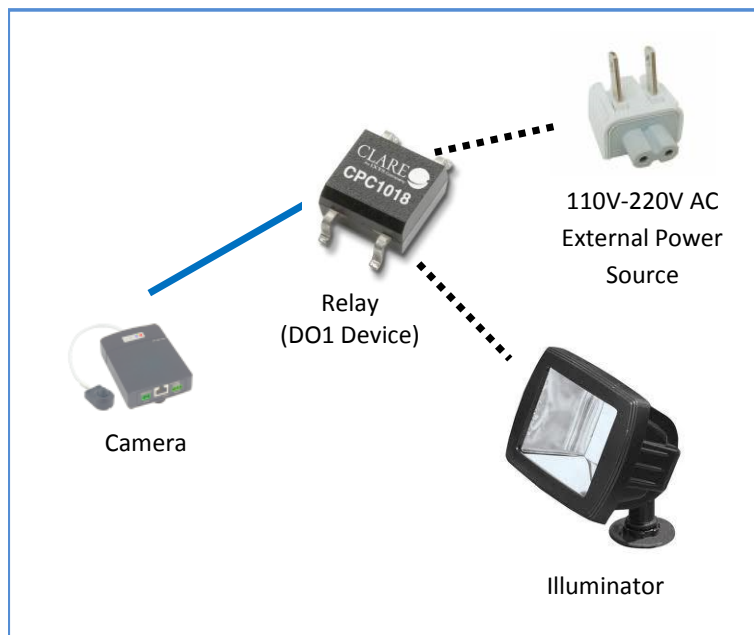 CLARE
CPC1018
110V-220V AC
External Power
Source
Relay
(DO1 Device)
Camera
Illuminator